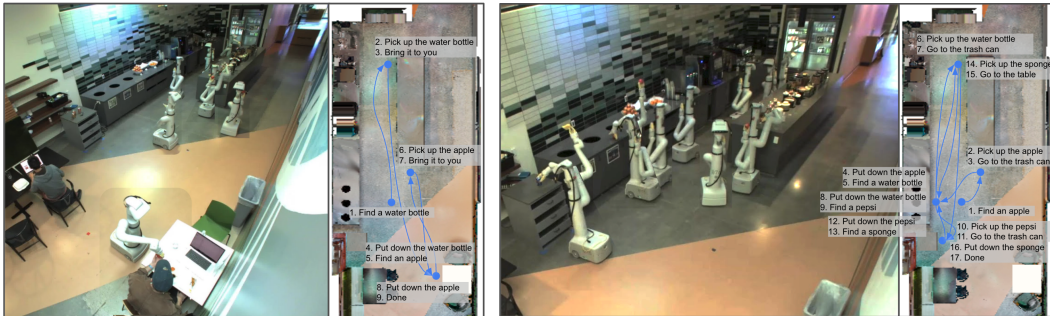 2. Pick up the water bottle
3. Bring it to you
6. Pick up the apple
7. Bring it to you
1. Find a water bottle
4. Put down the water bottle
5. Find an apple
8. Put down the apple
9. Done
6. Pick up the water bottle
7. Go to the trash can
14. Pick up the sponge
15. Go to the table
2. Pick up the apple
3. Go to the trash can
4. Put down the apple
5. Find a water bottle
8. Put down the water bottle
9. Find a pepsi
1. Find an apple
12. Put down the pepsi
13. Find a sponge
10. Pick up the pepsi
11. Go to the trash can
16. Put down the sponge
17. Done